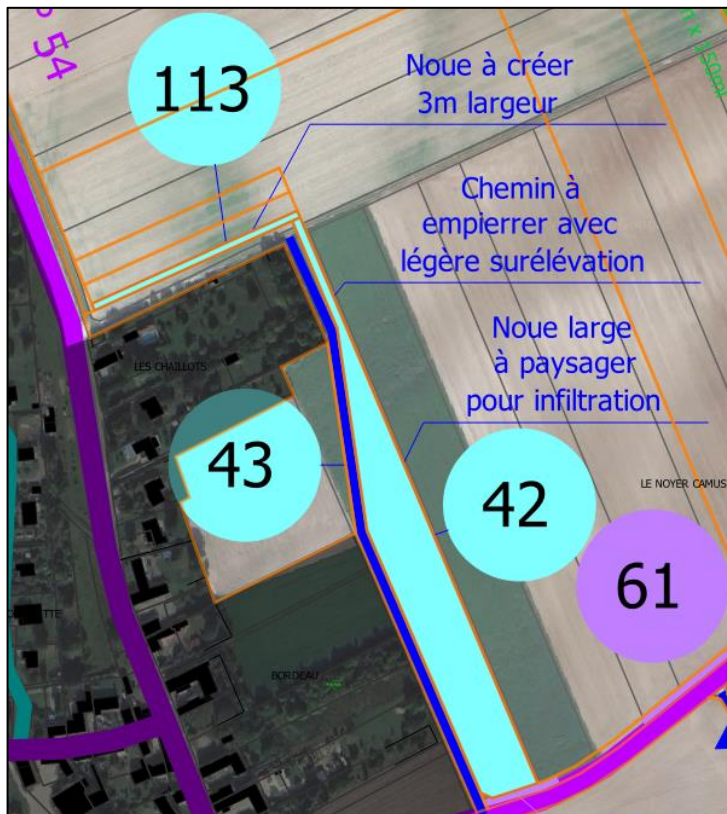 54
113
Noue à créer
3m largeur
Chemin à
empierrer avec
légère surélévation
Noue large
à paysager
pour infiltration
LES CHAILLOTS
43
42
LE NOYER CAMUS
61
BORDEAU